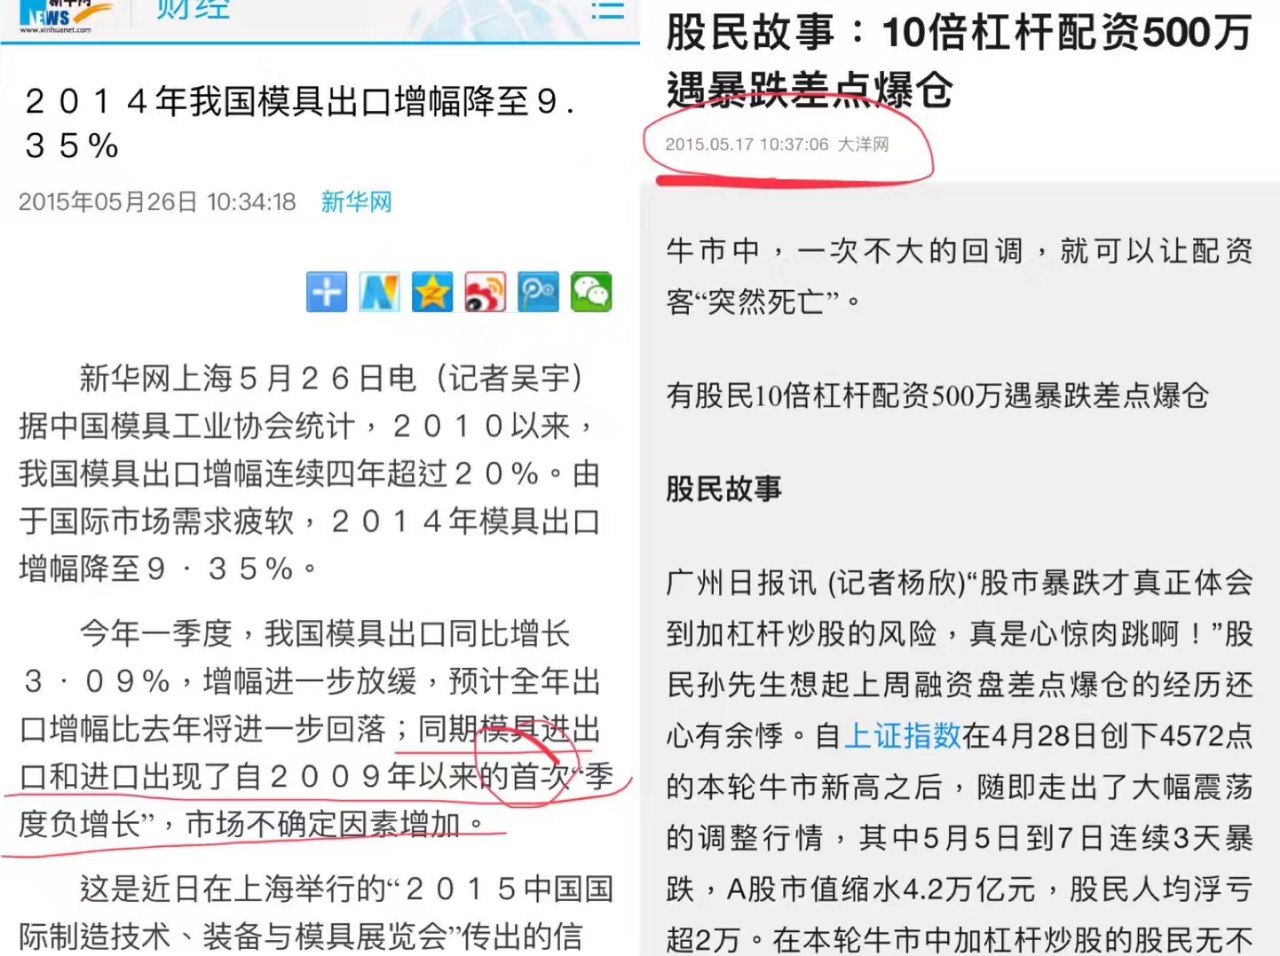 新华网
NEWS
www.xinhuanet.com
财经
２０１４年我国模具出口增幅降至９.
３５%
2015年05月26日 10:34:18 新华网
新华网上海５月２６日电（记者吴宇）
据中国模具工业协会统计，２０１０以来，
我国模具出口增幅连续四年超过２０%。由
于国际市场需求疲软，２０１４年模具出口
增幅降至９·３５%。
今年一季度，我国模具出口同比增长
３·０９%，增幅进一步放缓，预计全年出
口增幅比去年将进一步回落；同期模具进出
口和进口出现了自２００９年以来的首次“季
度负增长”，市场不确定因素增加。
这是近日在上海举行的“２０１５中国国
际制造技术、装备与模具展览会”传出的信
股民故事：10倍杠杆配资500万
遇暴跌差点爆仓
2015.05.17 10:37:06 大洋网
牛市中，一次不大的回调，就可以让配资
客“突然死亡”。
有股民10倍杠杆配资500万遇暴跌差点爆仓
股民故事
广州日报讯 (记者杨欣)“股市暴跌才真正体会
到加杠杆炒股的风险，真是心惊肉跳啊！”股
民孙先生想起上周融资盘差点爆仓的经历还
心有余悸。自上证指数在4月28日创下4572点
的本轮牛市新高之后，随即走出了大幅震荡
的调整行情，其中5月5日到7日连续3天暴
跌，A股市值缩水4.2万亿元，股民人均浮亏
超2万。在本轮牛市中加杠杆炒股的股民无不